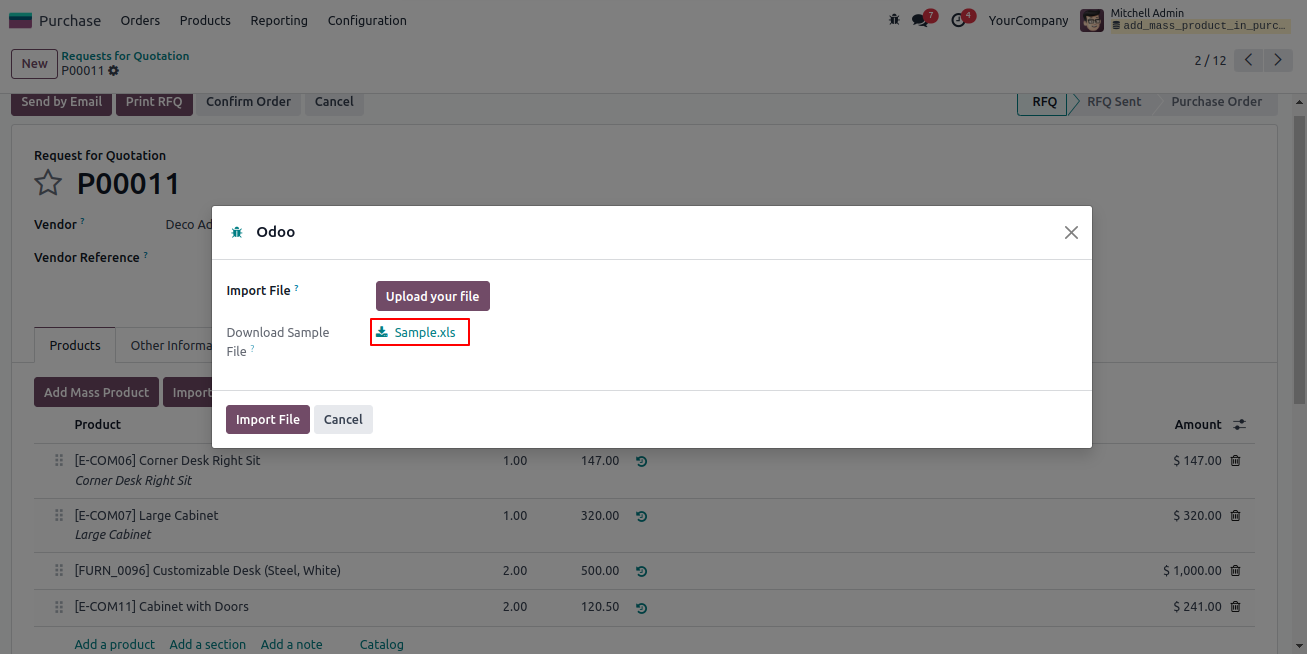 Purchase Orders Products Reporting Configuration 7 4 YourCompany Mitchell Admin
add_mass_product_in_purc...
New Requests for Quotation
P00011 2 / 12
Send by Email Print RFQ Confirm Order Cancel RFQ RFQ Sent Purchase Order
Request for Quotation
P00011
Vendor ? Deco Ad
Vendor Reference ?
Odoo
Import File ? Upload your file
Download Sample
File ? Sample.xls
Import File Cancel
Products Other Informa
Add Mass Product Import
Product Amount
[E-COM06] Corner Desk Right Sit 1.00 147.00 $ 147.00
Corner Desk Right Sit
[E-COM07] Large Cabinet 1.00 320.00 $ 320.00
Large Cabinet
[FURN_0096] Customizable Desk (Steel, White) 2.00 500.00 $ 1,000.00
[E-COM11] Cabinet with Doors 2.00 120.50 $ 241.00
Add a product Add a section Add a note Catalog